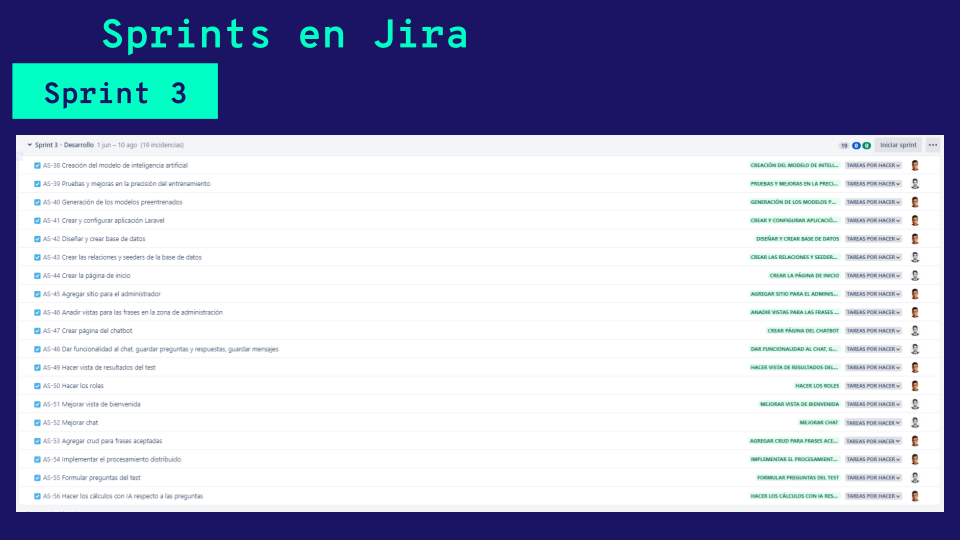 Sprints en Jira
Sprint 3
Sprint 3 - Desarrollo 1 jun – 10 ago (19 incidencias) 19 0 0 Iniciar sprint
AS-38 Creación del modelo de inteligencia artificial CREACIÓN DEL MODELO DE INTELI... TAREAS POR HACER
AS-39 Pruebas y mejoras en la precisión del entrenamiento PRUEBAS Y MEJORAS EN LA PRECI... TAREAS POR HACER
AS-40 Generación de los modelos preentrenados GENERACIÓN DE LOS MODELOS P... TAREAS POR HACER
AS-41 Crear y configurar aplicación Laravel CREAR Y CONFIGURAR APLICACIÓ... TAREAS POR HACER
AS-42 Diseñar y crear base de datos DISEÑAR Y CREAR BASE DE DATOS TAREAS POR HACER
AS-43 Crear las relaciones y seeders de la base de datos CREAR LAS RELACIONES Y SEEDER... TAREAS POR HACER
AS-44 Crear la página de inicio CREAR LA PÁGINA DE INICIO TAREAS POR HACER
AS-45 Agregar sitio para el administrador AGREGAR SITIO PARA EL ADMINIS... TAREAS POR HACER
AS-46 Anadir vistas para las frases en la zona de administración ANADIR VISTAS PARA LAS FRASES ... TAREAS POR HACER
AS-47 Crear página del chatbot CREAR PÁGINA DEL CHATBOT TAREAS POR HACER
AS-48 Dar funcionalidad al chat, guardar preguntas y respuestas, guardar mensajes DAR FUNCIONALIDAD AL CHAT, G... TAREAS POR HACER
AS-49 Hacer vista de resultados del test HACER VISTA DE RESULTADOS DEL... TAREAS POR HACER
AS-50 Hacer los roles HACER LOS ROLES TAREAS POR HACER
AS-51 Mejorar vista de bienvenida MEJORAR VISTA DE BIENVENIDA TAREAS POR HACER
AS-52 Mejorar chat MEJORAR CHAT TAREAS POR HACER
AS-53 Agregar crud para frases aceptadas AGREGAR CRUD PARA FRASES ACE... TAREAS POR HACER
AS-54 Implementar el procesamiento distribuido IMPLEMENTAR EL PROCESAMIENT... TAREAS POR HACER
AS-55 Formular preguntas del test FORMULAR PREGUNTAS DEL TEST TAREAS POR HACER
AS-56 Hacer los cálculos con IA respecto a las preguntas HACER LOS CÁLCULOS CON IA RES... TAREAS POR HACER